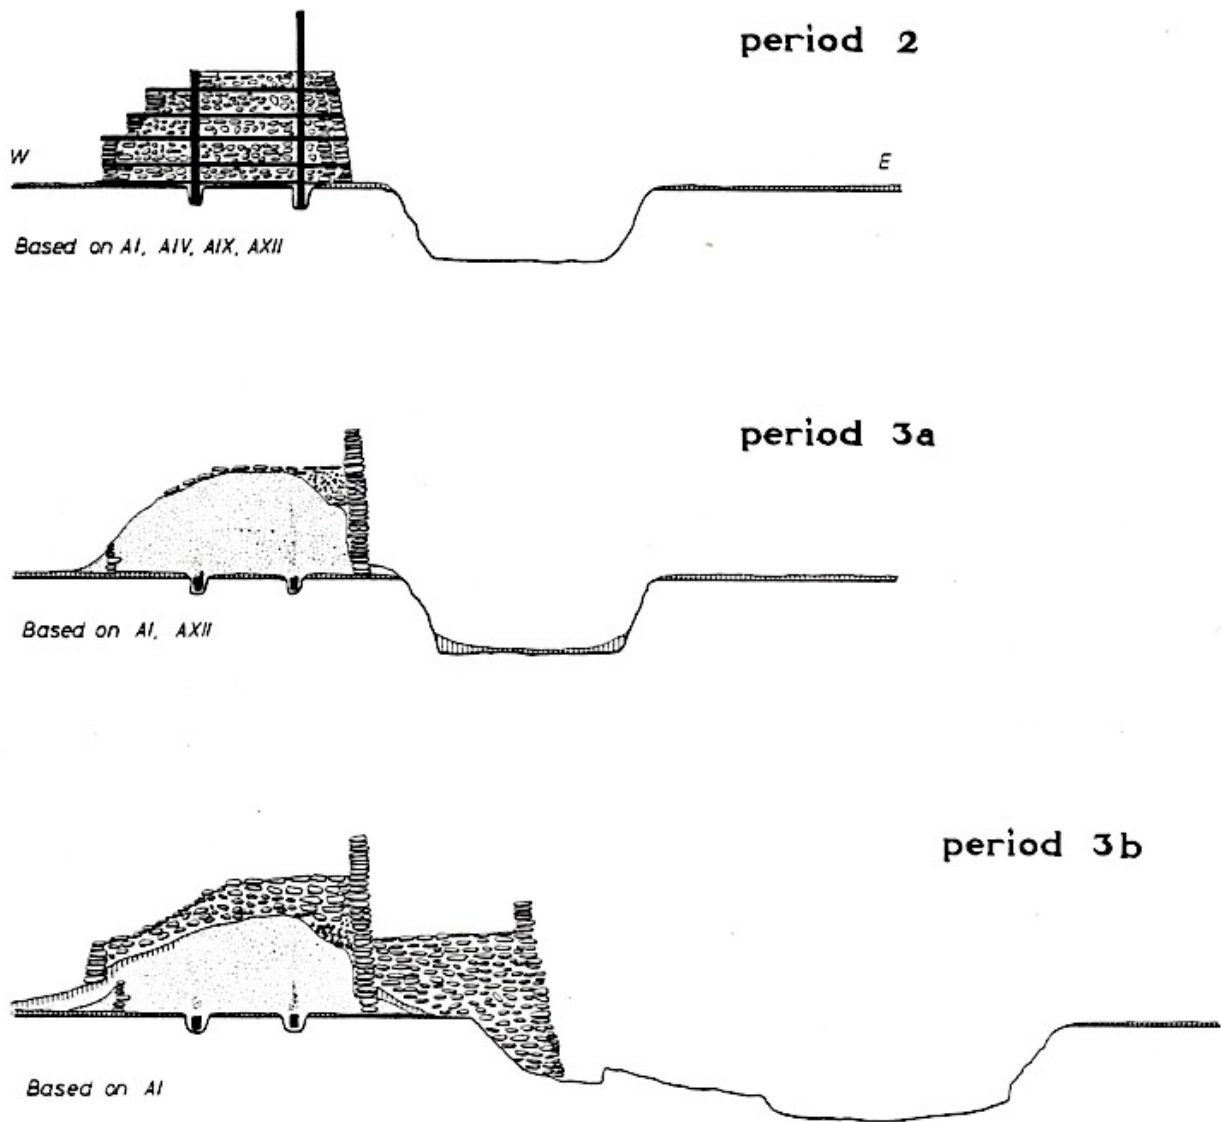 period 2
W
E
Based on AI, AIV, AIX, AXII
period 3a
Based on AI, AXII
period 3b
Based on AI